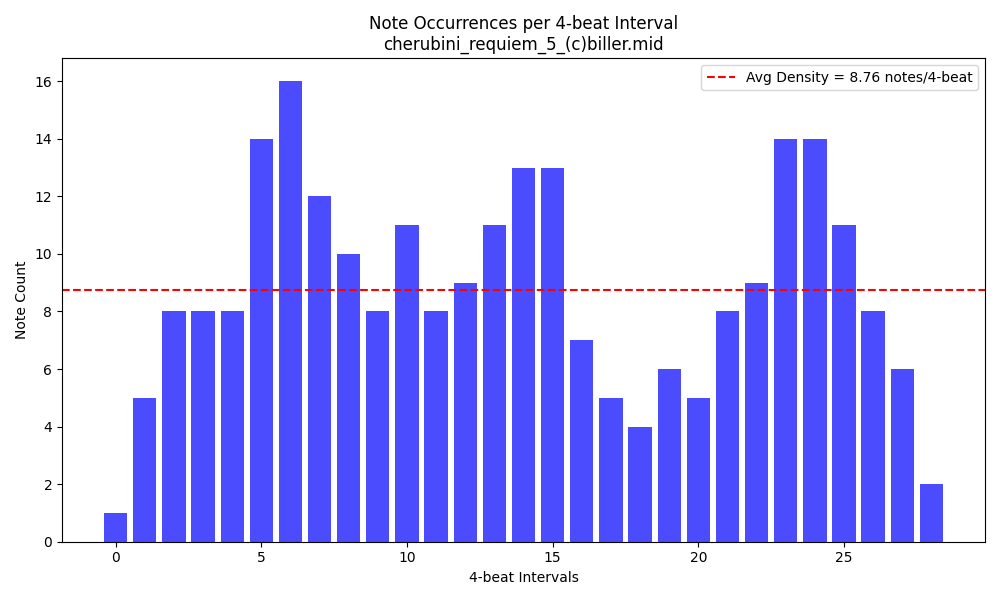 Note Occurrences per 4-beat Interval
cherubini_requiem_5_(c)biller.mid
Avg Density = 8.76 notes/4-beat
Note Count
16
14
12
10
8
6
4
2
0
0 5 10 15 20 25
4-beat Intervals